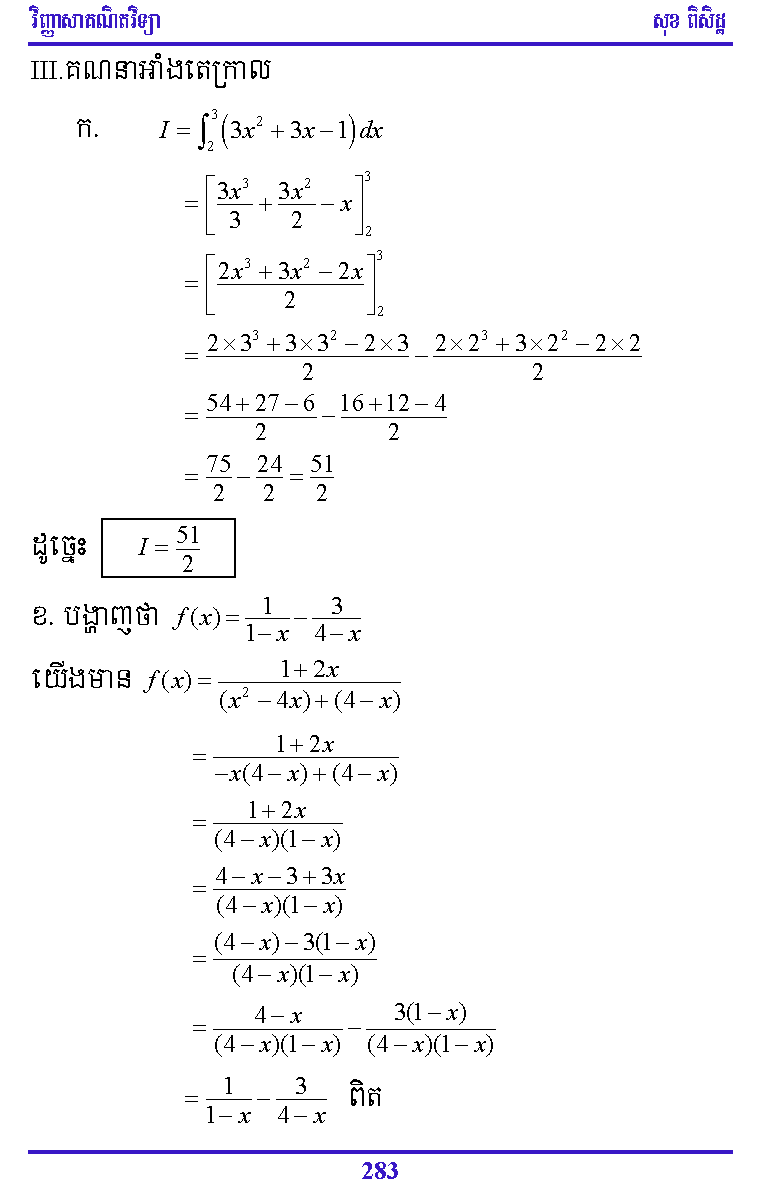 វិញ្ញាសាគណិតវិទ្យា សុខ ពិសិដ្ឋ
III.គណនាអាំងតេក្រាល
ក. I = ∫₂³ (3x² + 3x − 1)dx
= [3x³/3 + 3x²/2 − x]₂³
= [(2x³ + 3x² − 2x)/2]₂³
= (2×3³ + 3×3² − 2×3)/2 − (2×2³ + 3×2² − 2×2)/2
= (54+27−6)/2 − (16+12−4)/2
= 75/2 − 24/2 = 51/2
ដូច្នេះ I = 51/2
ខ. បង្ហាញថា f(x) = 1/(1−x) − 3/(4−x)
យើងមាន f(x) = (1+2x)/((x² − 4x)+(4−x))
= (1+2x)/(−x(4−x)+(4−x))
= (1+2x)/((4−x)(1−x))
= (4−x−3+3x)/((4−x)(1−x))
= ((4−x)−3(1−x))/((4−x)(1−x))
= (4−x)/((4−x)(1−x)) − 3(1−x)/((4−x)(1−x))
= 1/(1−x) − 3/(4−x) ពិត
283